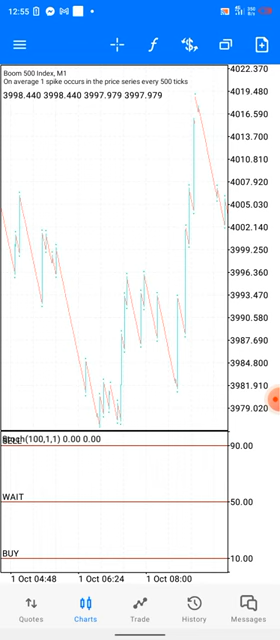 12:55
Boom 500 Index, M1
On average 1 spike occurs in the price series every 500 ticks
3998.440 3998.440 3997.979 3997.979
4022.370
4019.480
4016.590
4013.700
4010.810
4007.920
4005.030
4002.140
3999.250
3996.360
3993.470
3990.580
3987.690
3984.800
3981.910
3979.020
Stoch(100,1,1) 0.00 0.00
SELL
90.00
WAIT
50.00
BUY
10.00
1 Oct 04:48 1 Oct 06:24 1 Oct 08:00
Quotes Charts Trade History Messages